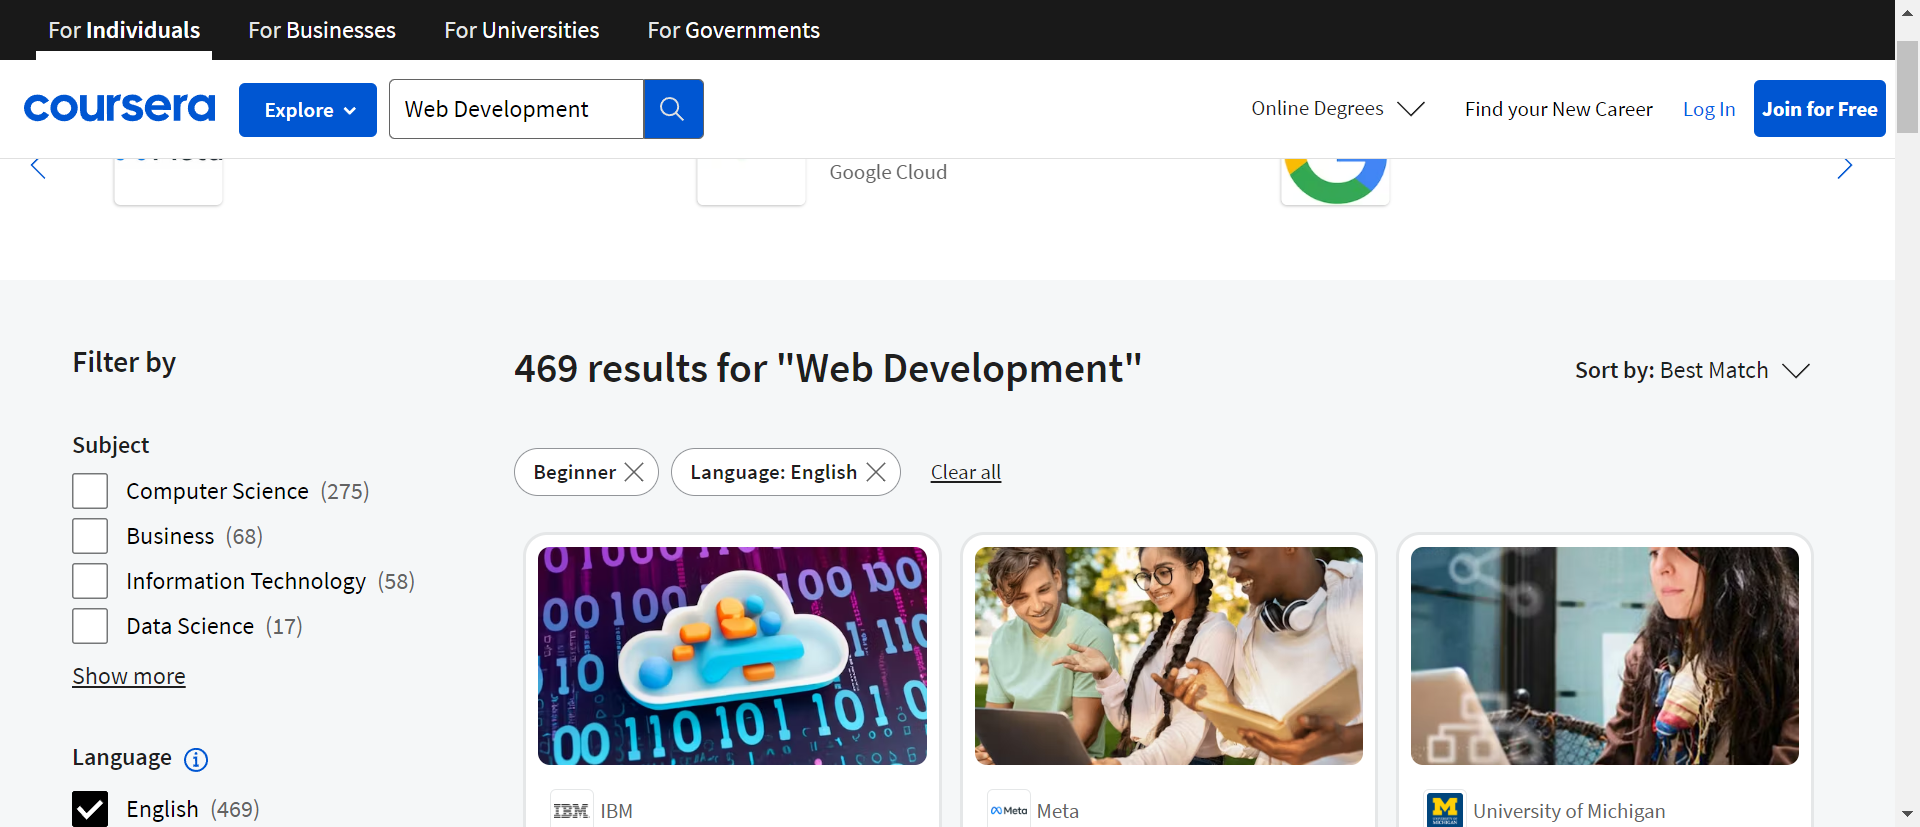 For Individuals For Businesses For Universities For Governments
coursera Explore Web Development Online Degrees Find your New Career Log In Join for Free
Google Cloud
Filter by
469 results for "Web Development"
Sort by: Best Match
Subject
Beginner Language: English Clear all
Computer Science (275)
Business (68)
Information Technology (58)
Data Science (17)
Show more
Language
English (469)
IBM IBM
Meta Meta
M University of Michigan